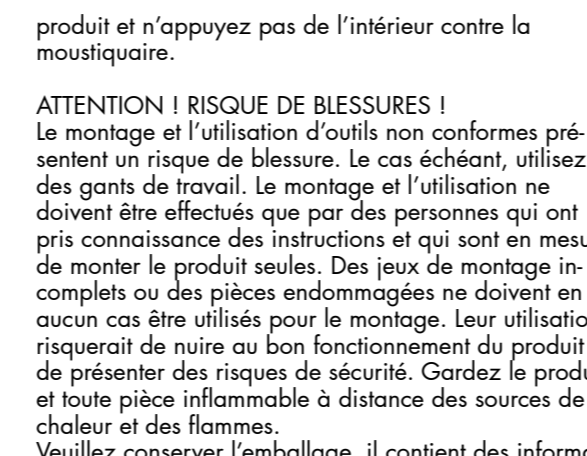 produit et n'appuyez pas de l'intérieur contre la
moustiquaire.

ATTENTION ! RISQUE DE BLESSURES !
Le montage et l'utilisation d'outils non conformes pré-
sentent un risque de blessure. Le cas échéant, utilisez
des gants de travail. Le montage et l'utilisation ne
doivent être effectués que par des personnes qui ont
pris connaissance des instructions et qui sont en mesu
de monter le produit seules. Des jeux de montage in-
complets ou des pièces endommagées ne doivent en
aucun cas être utilisés pour le montage. Leur utilisatio
risquerait de nuire au bon fonctionnement du produit
de présenter des risques de sécurité. Gardez le produ
et toute pièce inflammable à distance des sources de
chaleur et des flammes.
Veuillez conserver l'emballage, il contient des informa